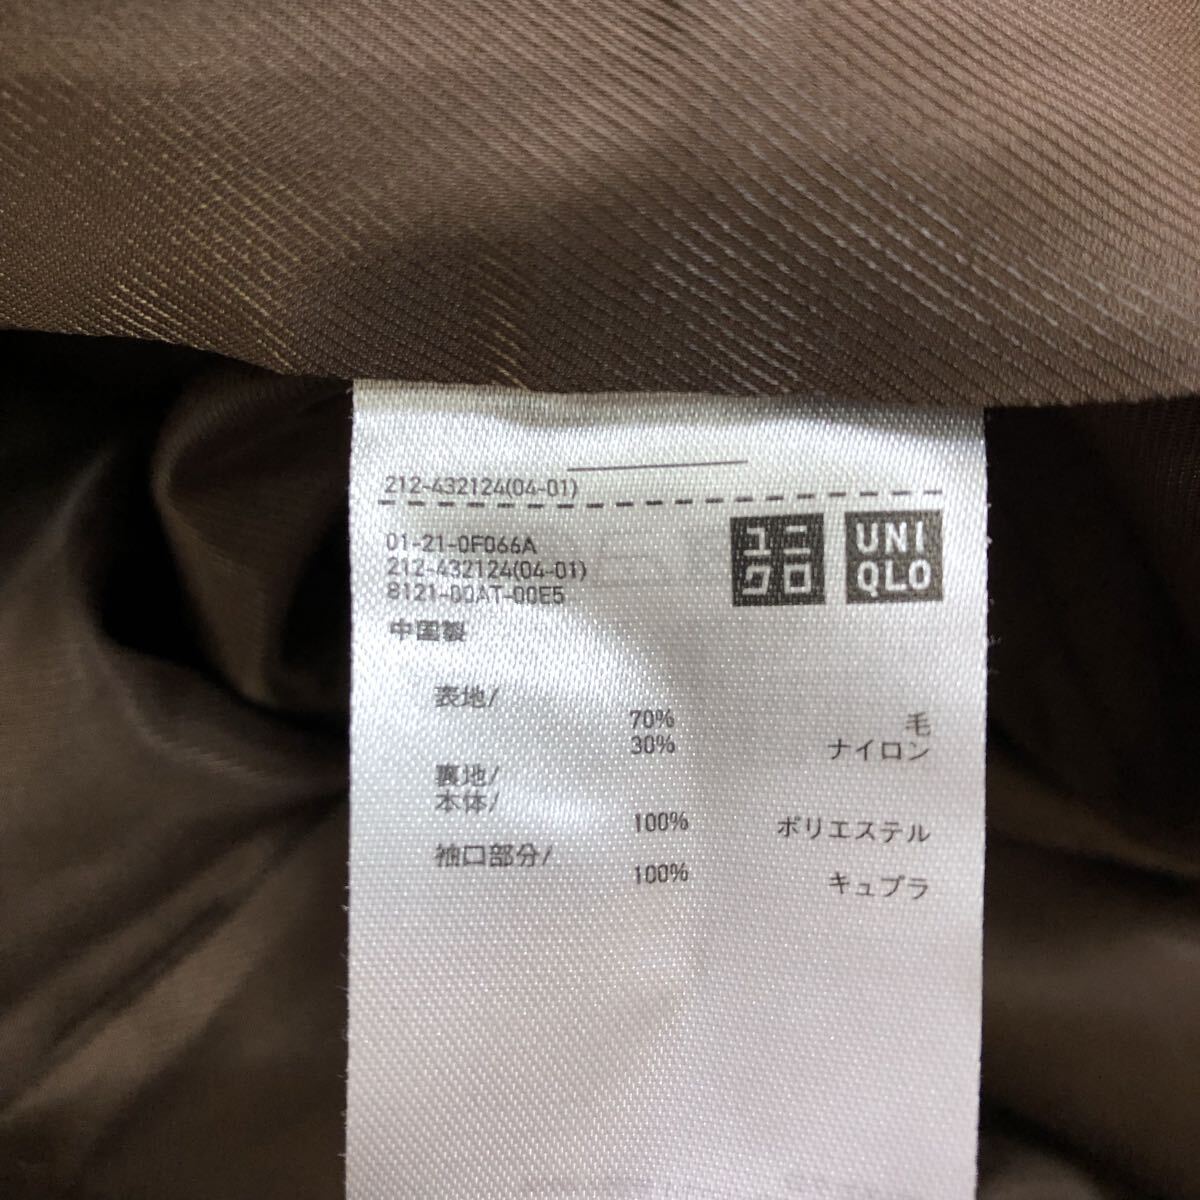 212-432124(04-01)
01-21-0F066A
212-432124(04-01)
8121-00AT-00E5
中国製
ユニ
クロ
UNI
QLO
表地/
70% 毛
30% ナイロン
裏地/
本体/
100% ポリエステル
袖口部分/
100% キュプラ